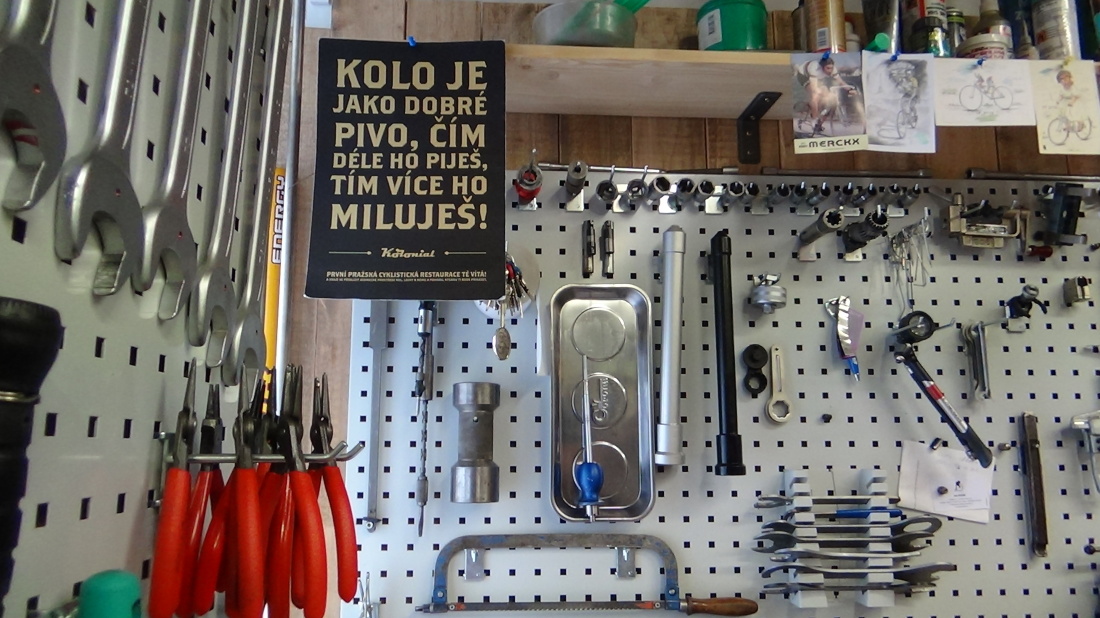 KOLO JE
JAKO DOBRÉ
PIVO, ČÍM
DÉLE HO PIJEŠ,
TÍM VÍCE HO
MILUJEŠ!
Kolonial
PRVNÍ PRAŽSKÁ CYKLISTICKÁ RESTAURACE TĚ VÍTÁ!
ENERGY
MERCKX